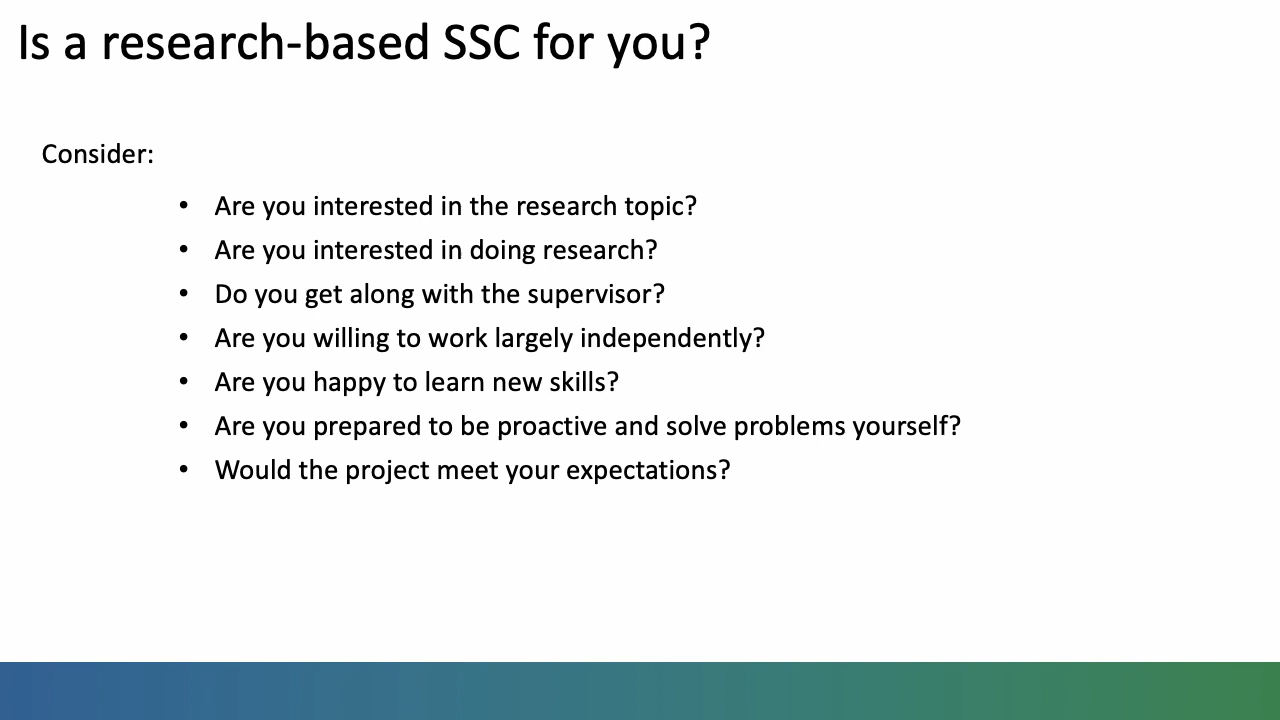 Is a research-based SSC for you?
Consider:
• Are you interested in the research topic?
• Are you interested in doing research?
• Do you get along with the supervisor?
• Are you willing to work largely independently?
• Are you happy to learn new skills?
• Are you prepared to be proactive and solve problems yourself?
• Would the project meet your expectations?